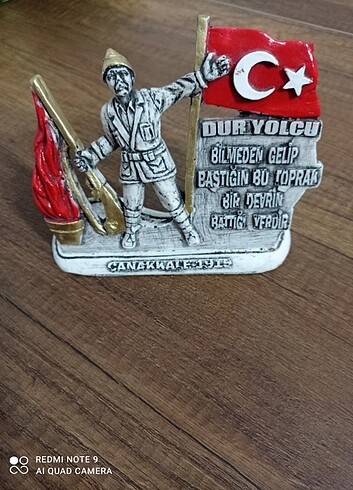 DUR YOLCU
BİLMEDEN GELİP
BASTIĞIN BU TOPRAK
BİR DEVRİN
BATTIĞI YERDİR
ÇANAKKALE 1915
REDMI NOTE 9
AI QUAD CAMERA